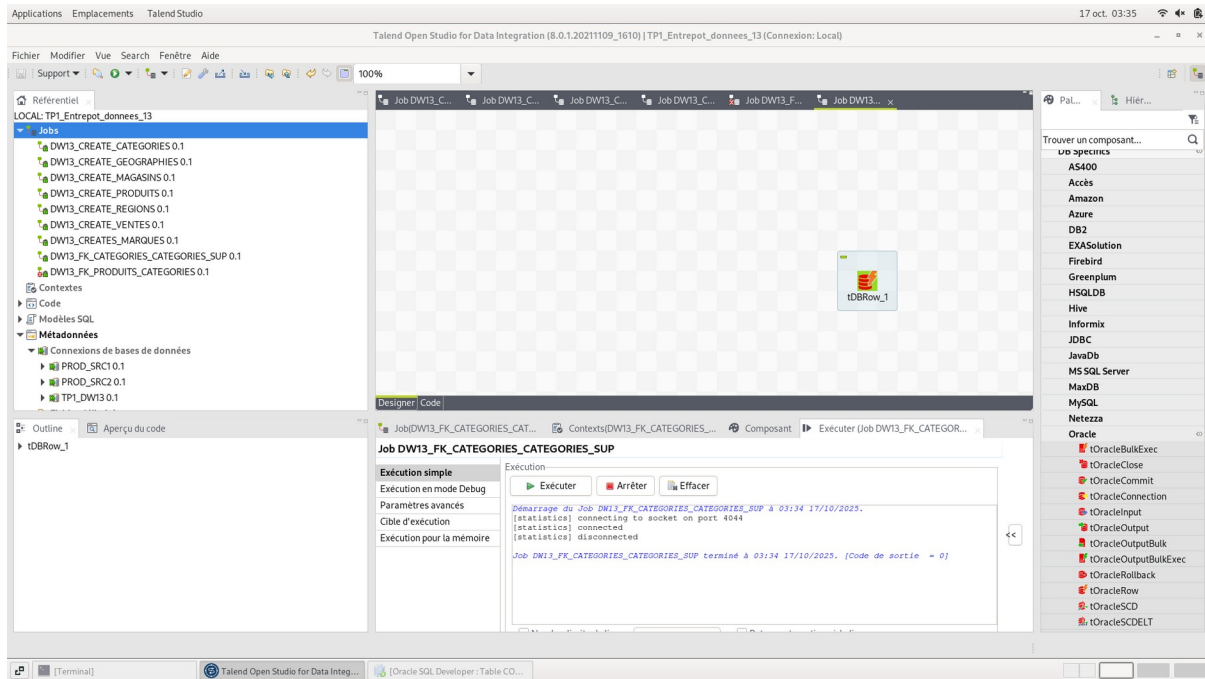 Applications Emplacements Talend Studio 17 oct. 03:35
Talend Open Studio for Data Integration (8.0.1.20211109_1610) | TP1_Entrepot_donnees_13 (Connexion: Local)
Fichier Modifier Vue Search Fenêtre Aide
Support 100%
Référentiel
LOCAL: TP1_Entrepot_donnees_13
Jobs
DW13_CREATE_CATEGORIES 0.1
DW13_CREATE_GEOGRAPHIES 0.1
DW13_CREATE_MAGASINS 0.1
DW13_CREATE_PRODUITS 0.1
DW13_CREATE_REGIONS 0.1
DW13_CREATE_VENTES 0.1
DW13_CREATES_MARQUES 0.1
DW13_FK_CATEGORIES_CATEGORIES_SUP 0.1
DW13_FK_PRODUITS_CATEGORIES 0.1
Contextes
Code
Modèles SQL
Métadonnées
Connexions de bases de données
PROD_SRC1 0.1
PROD_SRC2 0.1
TP1_DW13 0.1
Job DW13_C... Job DW13_C... Job DW13_C... Job DW13_C... Job DW13_F... Job DW13...
tDBRow_1
Designer Code
Pal... Hiér...
Trouver un composant...
DB Specifics
AS400
Accès
Amazon
Azure
DB2
EXASolution
Firebird
Greenplum
HSQLDB
Hive
Informix
JDBC
JavaDb
MS SQL Server
MaxDB
MySQL
Netezza
Oracle
tOracleBulkExec
tOracleClose
tOracleCommit
tOracleConnection
tOracleInput
tOracleOutput
tOracleOutputBulk
tOracleOutputBulkExec
tOracleRollback
tOracleRow
tOracleSCD
tOracleSCDELT
Outline Aperçu du code
tDBRow_1
Job(DW13_FK_CATEGORIES_CAT... Contexts(DW13_FK_CATEGORIES_... Composant Exécuter (Job DW13_FK_CATEGOR...
Job DW13_FK_CATEGORIES_CATEGORIES_SUP
Exécution simple
Exécution en mode Debug
Paramètres avancés
Cible d'exécution
Exécution pour la mémoire
Exécution
Exécuter Arrêter Effacer
Démarrage du Job DW13_FK_CATEGORIES_CATEGORIES_SUP à 03:34 17/10/2025.
[statistics] connecting to socket on port 4044
[statistics] connected
[statistics] disconnected
Job DW13_FK_CATEGORIES_CATEGORIES_SUP terminé à 03:34 17/10/2025. [Code de sortie = 0]
<<
[Terminal] Talend Open Studio for Data Integ... [Oracle SQL Developer : Table CO...